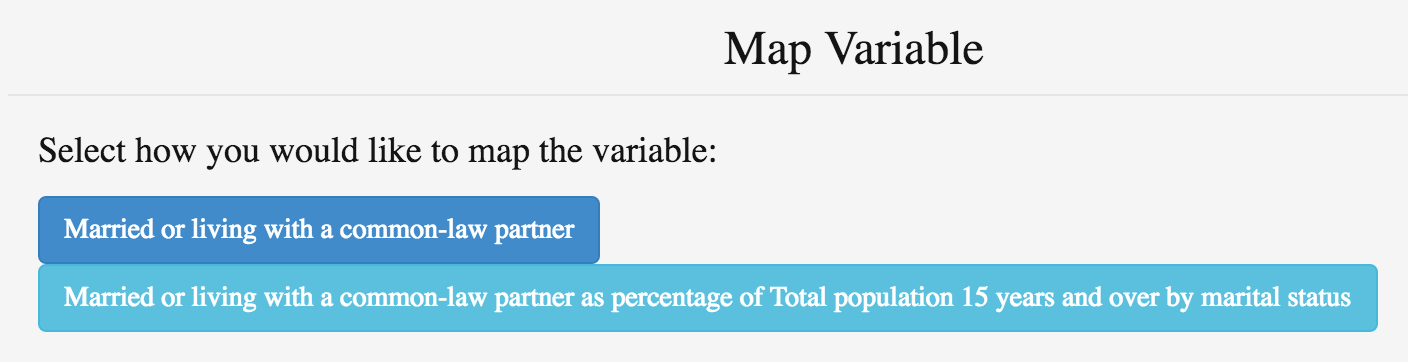 Map Variable
Select how you would like to map the variable:
Married or living with a common-law partner
Married or living with a common-law partner as percentage of Total population 15 years and over by marital status